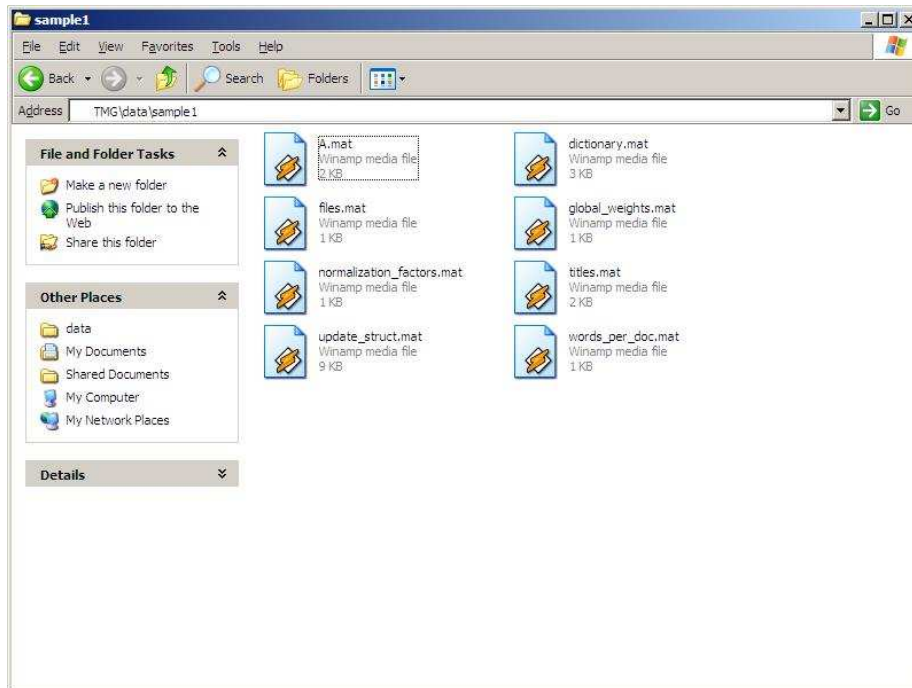 sample1
File Edit View Favorites Tools Help
Back Search Folders
Address TMG\data\sample1 Go
File and Folder Tasks
Make a new folder
Publish this folder to the
Web
Share this folder
Other Places
data
My Documents
Shared Documents
My Computer
My Network Places
Details
A.mat
Winamp media file
2 KB
dictionary.mat
Winamp media file
3 KB
files.mat
Winamp media file
1 KB
global_weights.mat
Winamp media file
1 KB
normalization_factors.mat
Winamp media file
1 KB
titles.mat
Winamp media file
2 KB
update_struct.mat
Winamp media file
9 KB
words_per_doc.mat
Winamp media file
1 KB